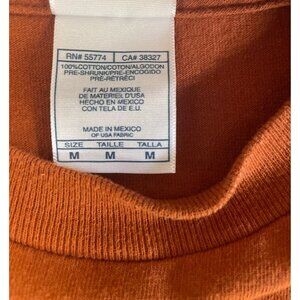 RN# 55774 CA# 38327
100%COTTON/COTON/ALGODON
PRE-SHRUNK/PRE-ENCOGIDO
PRÉ-RÉTRÉCI
FAIT AU MEXIQUE
DE MATERIEL D'USA
HECHO EN MEXICO
CON TELA DE E.U.
MADE IN MEXICO
OF USA FABRIC
SIZE TAILLE TALLA
M M M